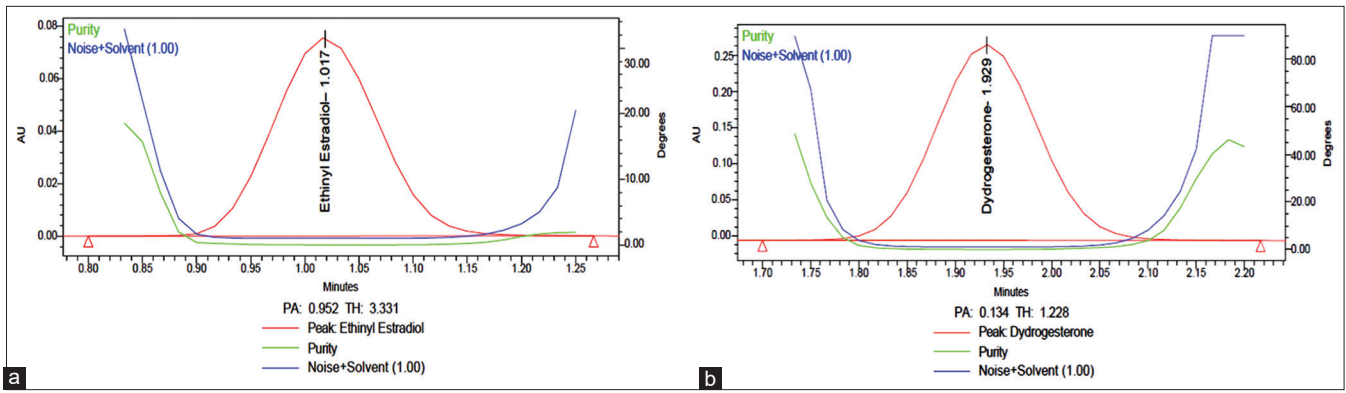 Purity
Noise+Solvent (1.00)
0.08
0.06
0.04
0.02
0.00
AU
Ethinyl Estradiol– 1.017
30.00
20.00
10.00
0.00
Degrees
0.80 0.85 0.90 0.95 1.00 1.05 1.10 1.15 1.20 1.25
Minutes
PA: 0.952 TH: 3.331
Peak: Ethinyl Estradiol
Purity
Noise+Solvent (1.00)
a
Purity
Noise+Solvent (1.00)
0.25
0.20
0.15
0.10
0.05
0.00
AU
Dydrogesterone- 1.929
80.00
60.00
40.00
20.00
0.00
Degrees
1.70 1.75 1.80 1.85 1.90 1.95 2.00 2.05 2.10 2.15 2.20
Minutes
PA: 0.134 TH: 1.228
Peak: Dydrogesterone
Purity
Noise+Solvent (1.00)
b